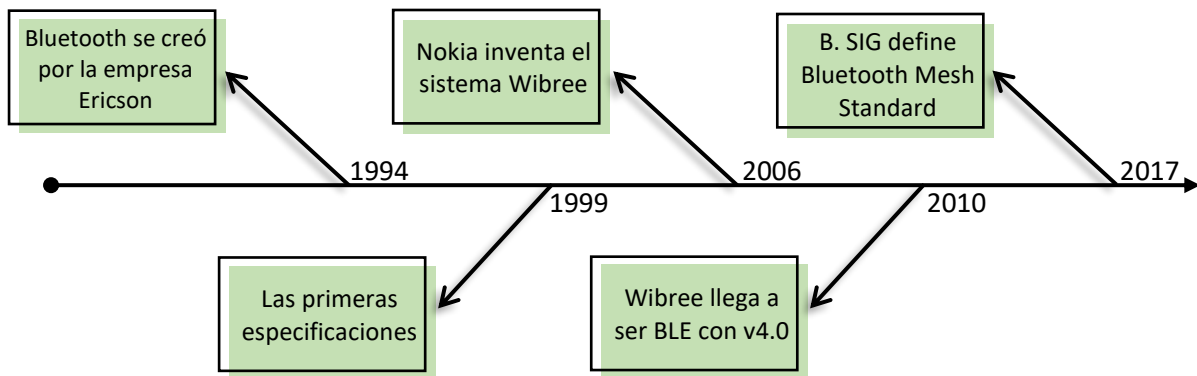 Bluetooth se creó
por la empresa
Ericson
Nokia inventa el
sistema Wibree
B. SIG define
Bluetooth Mesh
Standard
1994
2006
2017
1999
2010
Las primeras
especificaciones
Wibree llega a
ser BLE con v4.0